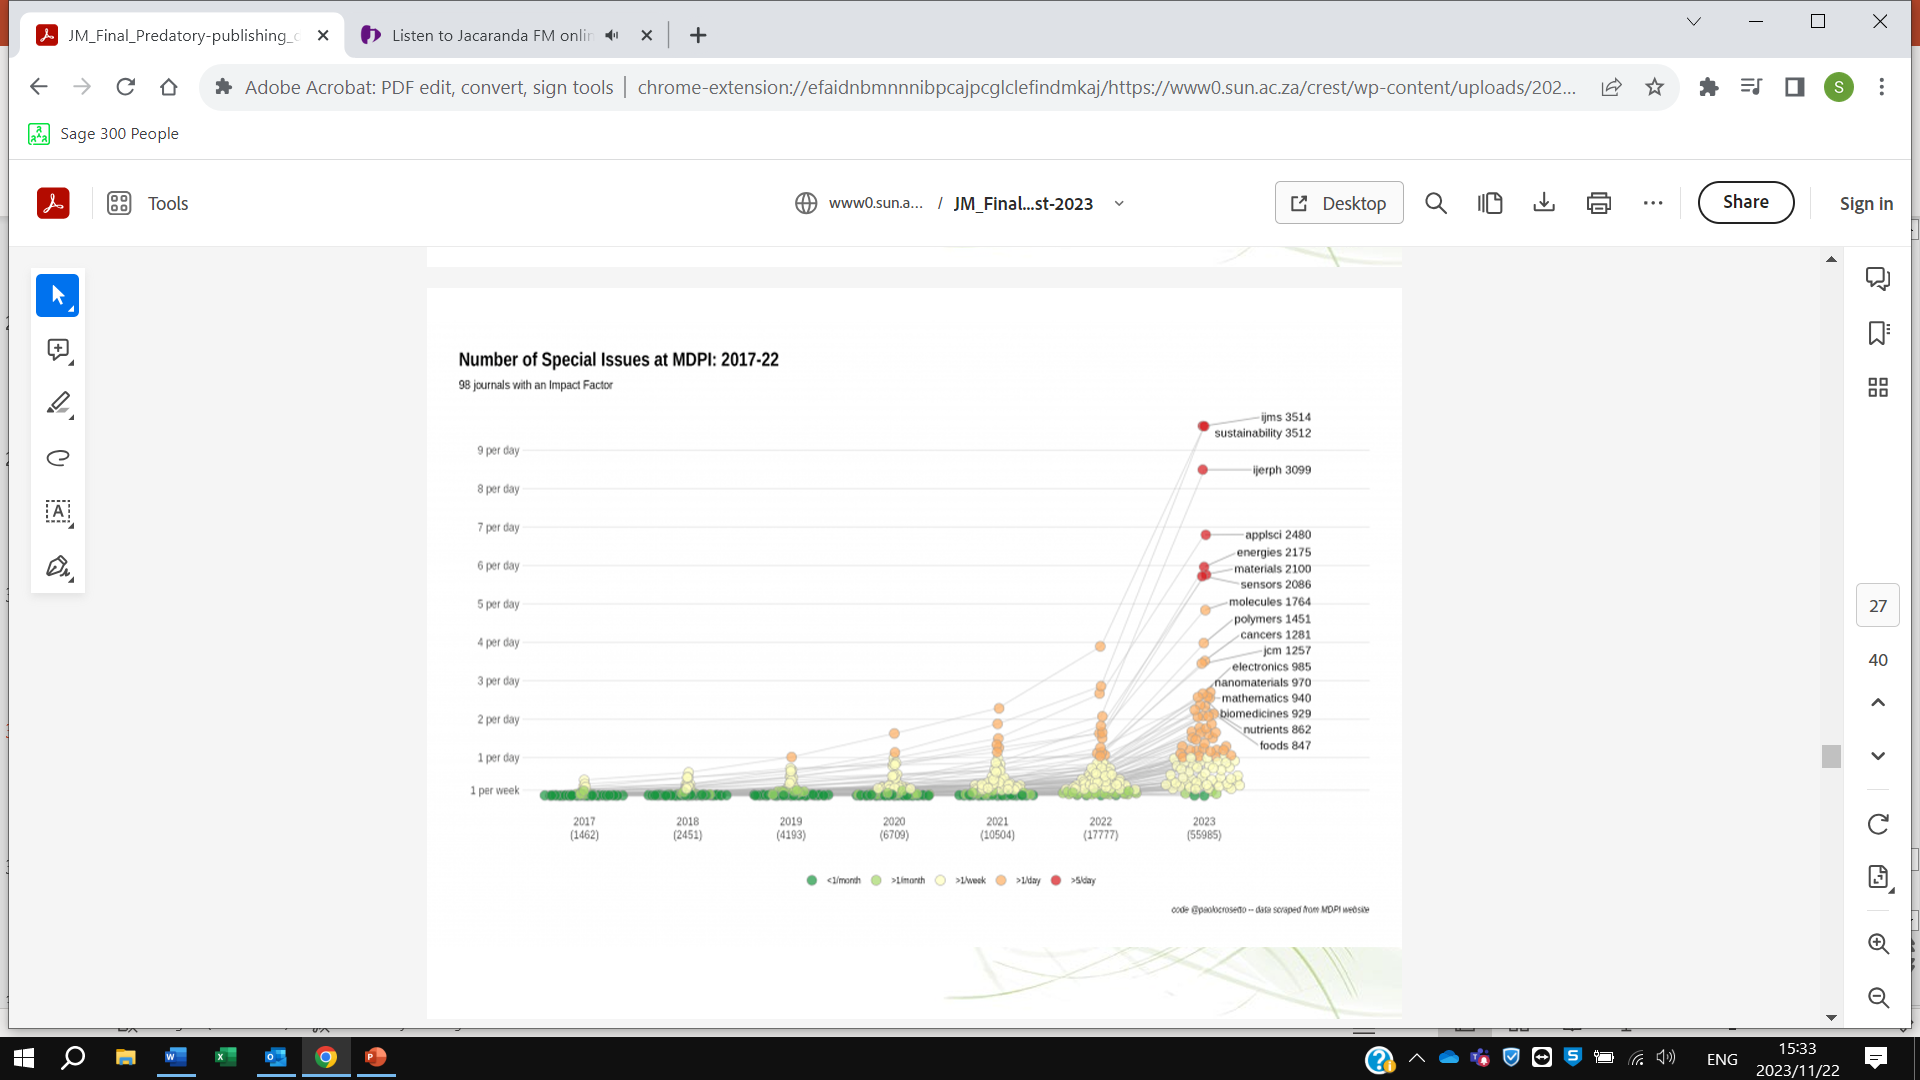 JM_Final_Predatory-publishing_c
Listen to Jacaranda FM onlin
Adobe Acrobat: PDF edit, convert, sign tools
chrome-extension://efaidnbmnnnibpcajpcglclefindmkaj/https://www0.sun.ac.za/crest/wp-content/uploads/202...
S
Sage 300 People
Tools
www0.sun.a... / JM_Final...st-2023
Desktop
Share
Sign in
Number of Special Issues at MDPI: 2017-22
98 journals with an Impact Factor
ijms 3514
sustainability 3512
9 per day
ijerph 3099
8 per day
7 per day
applsci 2480
energies 2175
6 per day
materials 2100
sensors 2086
5 per day
molecules 1764
polymers 1451
cancers 1281
4 per day
jcm 1257
electronics 985
3 per day
nanomaterials 970
mathematics 940
2 per day
biomedicines 929
nutrients 862
foods 847
1 per day
1 per week
2017 2018 2019 2020 2021 2022 2023
(1462) (2451) (4193) (6709) (10504) (17777) (55985)
<1/month >1/month >1/week >1/day >5/day
code @paolocrosetto -- data scraped from MDPI website
27
40
ENG
15:33
2023/11/22